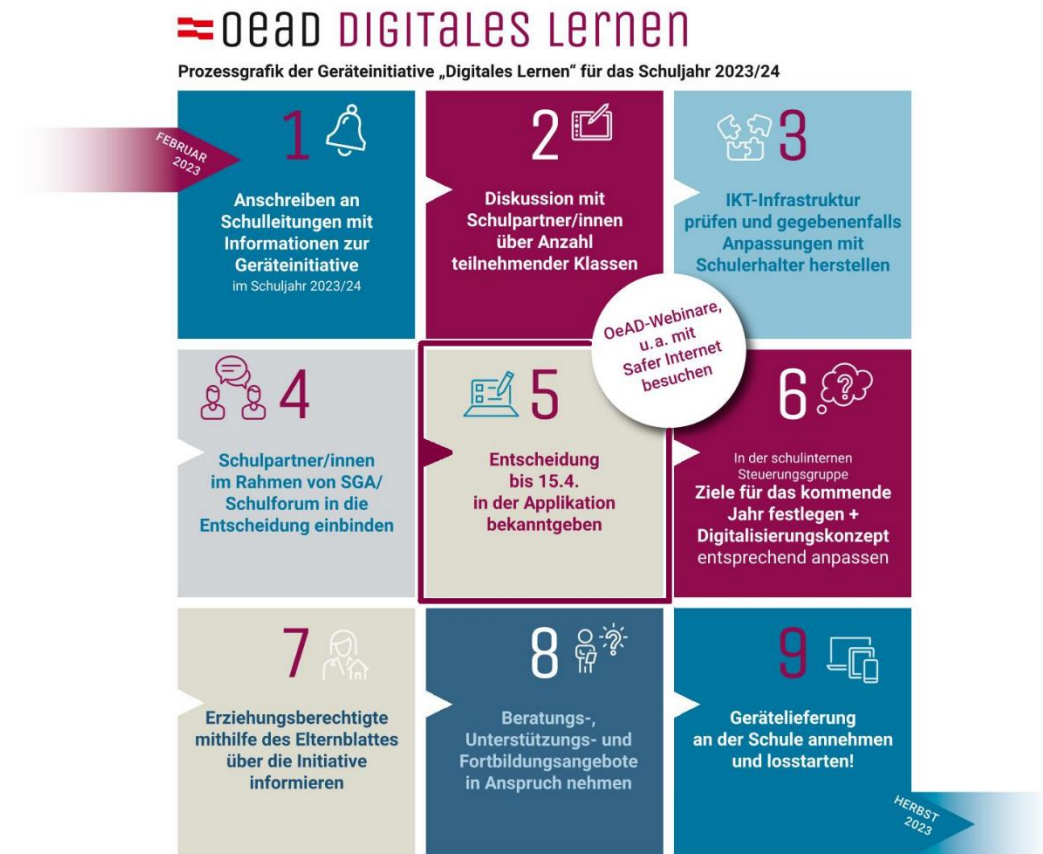 OeaD DIGITaLes Lernen
Prozessgrafik der Geräteinitiative „Digitales Lernen“ für das Schuljahr 2023/24
FEBRUAR
2023
1
Anschreiben an
Schulleitungen mit
Informationen zur
Geräteinitiative
im Schuljahr 2023/24
2
Diskussion mit
Schulpartner/innen
über Anzahl
teilnehmender Klassen
3
IKT-Infrastruktur
prüfen und gegebenenfalls
Anpassungen mit
Schulerhalter herstellen
OeAD-Webinare,
u. a. mit
Safer Internet
besuchen
4
Schulpartner/innen
im Rahmen von SGA/
Schulforum in die
Entscheidung einbinden
5
Entscheidung
bis 15.4.
in der Applikation
bekanntgeben
6
In der schulinternen
Steuerungsgruppe
Ziele für das kommende
Jahr festlegen +
Digitalisierungskonzept
entsprechend anpassen
7
Erziehungsberechtigte
mithilfe des Elternblattes
über die Initiative
informieren
8
Beratungs-,
Unterstützungs- und
Fortbildungsangebote
in Anspruch nehmen
9
Gerätelieferung
an der Schule annehmen
und losstarten!
HERBST
2023